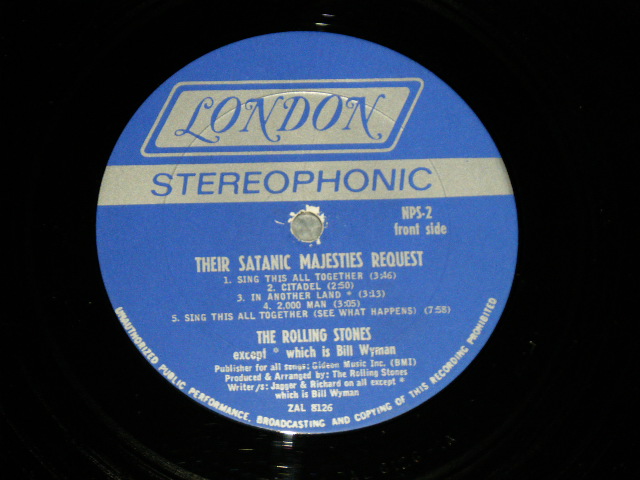 LONDON
STEREOPHONIC
NPS-2
front side
THEIR SATANIC MAJESTIES REQUEST
1. SING THIS ALL TOGETHER (3:46)
2. CITADEL (2:50)
3. IN ANOTHER LAND * (3:15)
4. 2,000 MAN (3:05)
5. SING THIS ALL TOGETHER (SEE WHAT HAPPENS) (7:58)
THE ROLLING STONES
except * which is Bill Wyman
Publisher for all songs: Gideon Music Inc. (BMI)
Produced & Arranged by: The Rolling Stones
Writer/s: Jagger & Richard on all except *
which is Bill Wyman
ZAL 8126
UNAUTHORIZED PUBLIC PERFORMANCE, BROADCASTING AND COPYING OF THIS RECORDING PROHIBITED